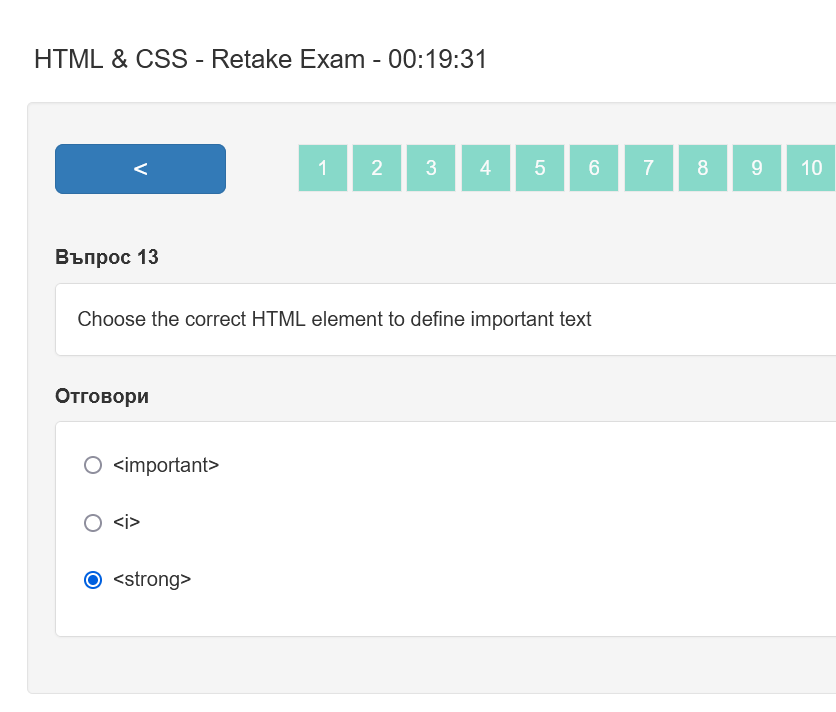 HTML & CSS - Retake Exam - 00:19:31
< 1 2 3 4 5 6 7 8 9 10
Въпрос 13
Choose the correct HTML element to define important text
Отговори
<important>
<i>
<strong>